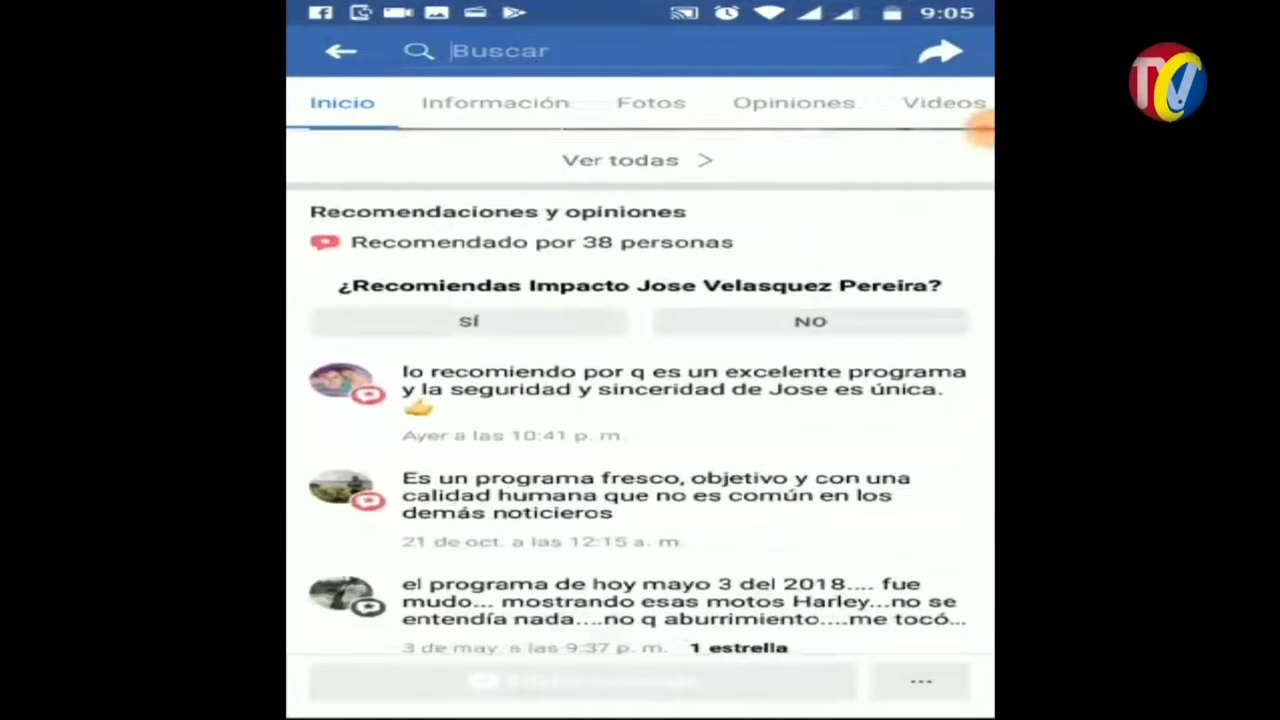 9:05
Buscar
Inicio Información Fotos Opiniones Videos
Ver todas >
Recomendaciones y opiniones
Recomendado por 38 personas
¿Recomiendas Impacto Jose Velasquez Pereira?
SÍ NO
lo recomiendo por q es un excelente programa
y la seguridad y sinceridad de Jose es única.
Ayer a las 10:41 p. m.
Es un programa fresco, objetivo y con una
calidad humana que no es común en los
demás noticieros
21 de oct. a las 12:15 a. m.
el programa de hoy mayo 3 del 2018.... fue
mudo... mostrando esas motos Harley...no se
entendía nada....no q aburrimiento....me tocó...
3 de may. a las 9:37 p. m. 1 estrella
...
TVC